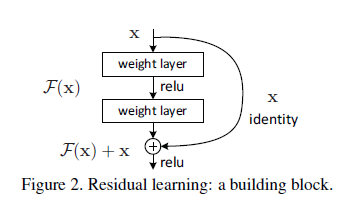 x
weight layer
relu
F(x)
weight layer
x
identity
F(x) + x
relu
Figure 2. Residual learning: a building block.